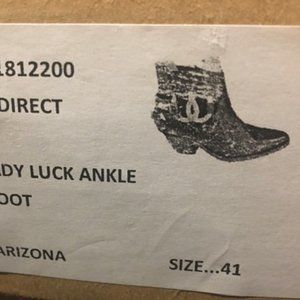 1812200
DIRECT
ADY LUCK ANKLE
OOT
ARIZONA
SIZE...41